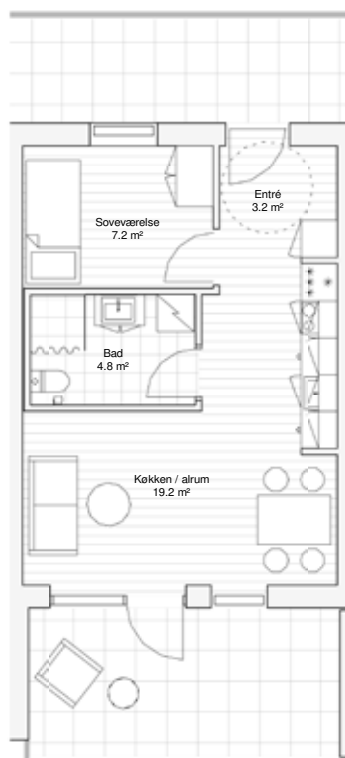 Entré
3.2 m²
Soveværelse
7.2 m²
Bad
4.8 m²
Køkken / alrum
19.2 m²